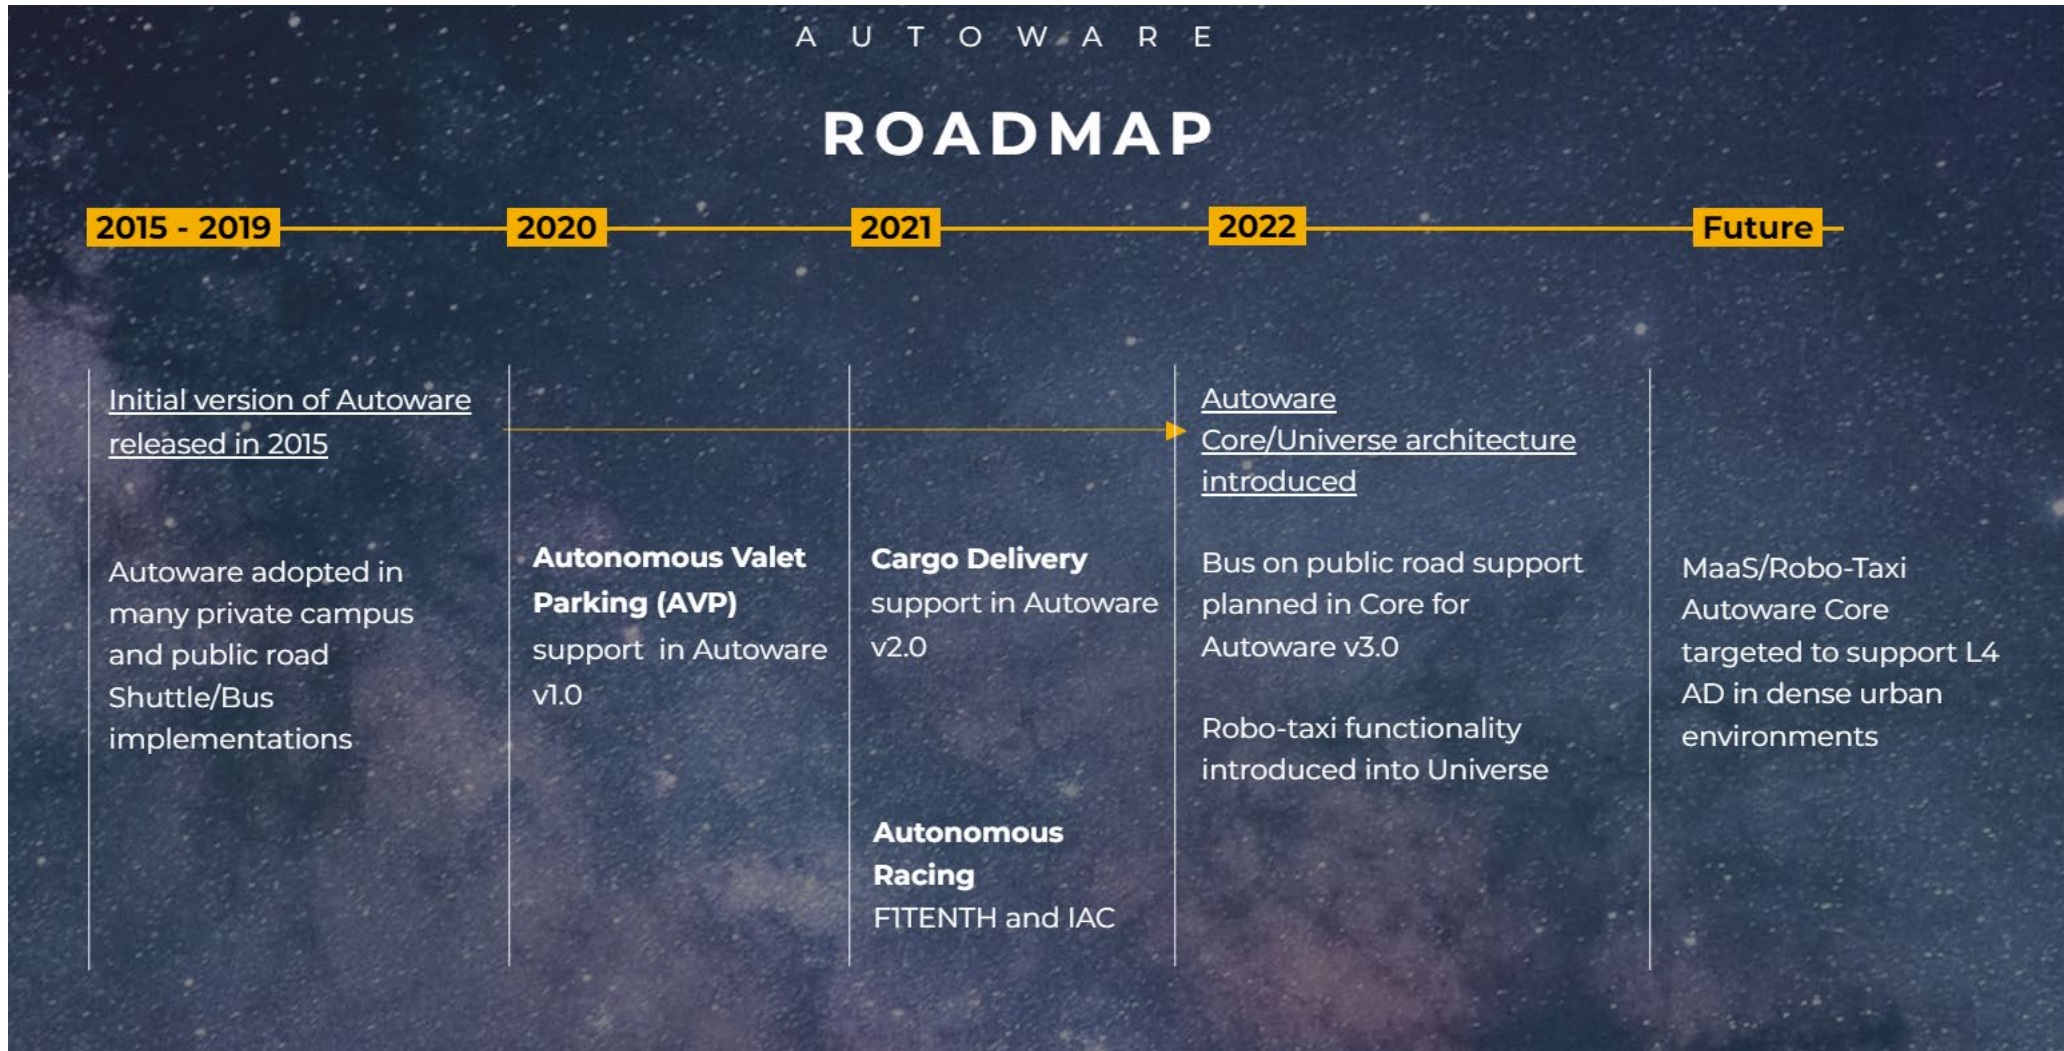 AUTOWARE
ROADMAP
2015 - 2019
2020
2021
2022
Future
Initial version of Autoware
released in 2015
Autoware adopted in
many private campus
and public road
Shuttle/Bus
implementations
Autonomous Valet
Parking (AVP)
support in Autoware
v1.0
Cargo Delivery
support in Autoware
v2.0
Autonomous
Racing
F1TENTH and IAC
Autoware
Core/Universe architecture
introduced
Bus on public road support
planned in Core for
Autoware v3.0
Robo-taxi functionality
introduced into Universe
MaaS/Robo-Taxi
Autoware Core
targeted to support L4
AD in dense urban
environments